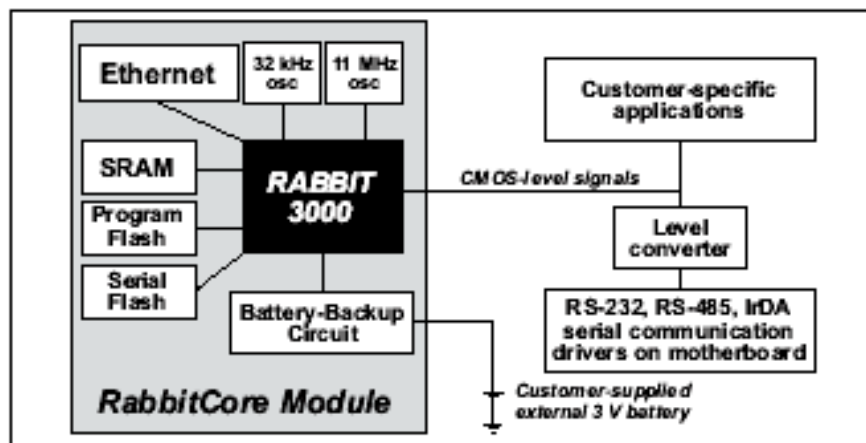 Ethernet
32 kHz
osc
11 MHz
osc
SRAM
Program
Flash
Serial
Flash
RABBIT
3000
Battery-Backup
Circuit
RabbitCore Module
CMOS-level signals
Customer-specific
applications
Level
converter
RS-232, RS-485, IrDA
serial communication
drivers on motherboard
Customer-supplied
external 3 V battery